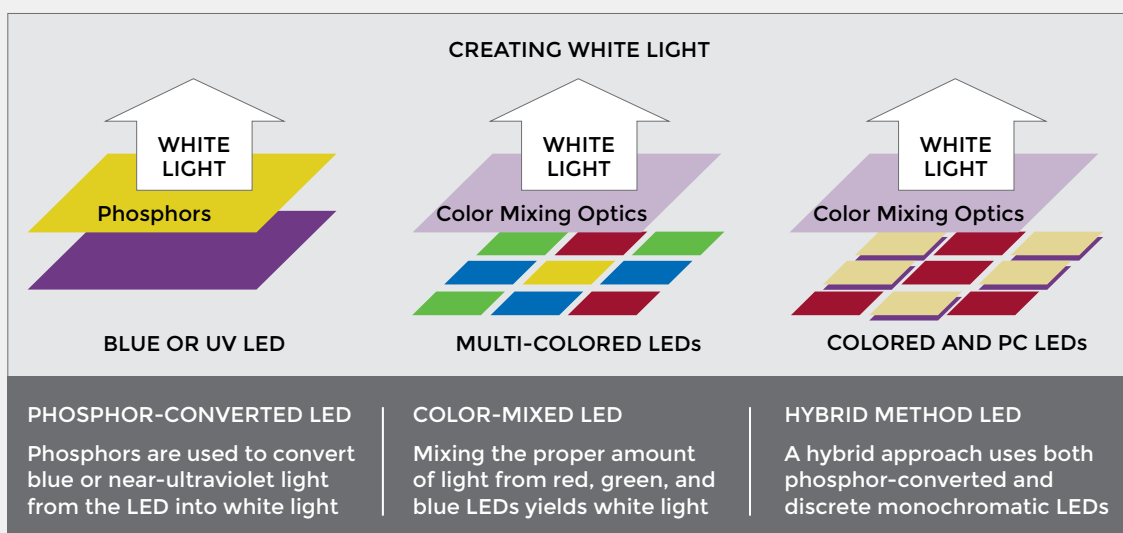 CREATING WHITE LIGHT
WHITE
LIGHT
Phosphors
BLUE OR UV LED
WHITE
LIGHT
Color Mixing Optics
MULTI-COLORED LEDs
WHITE
LIGHT
Color Mixing Optics
COLORED AND PC LEDs
PHOSPHOR-CONVERTED LED
Phosphors are used to convert
blue or near-ultraviolet light
from the LED into white light
COLOR-MIXED LED
Mixing the proper amount
of light from red, green, and
blue LEDs yields white light
HYBRID METHOD LED
A hybrid approach uses both
phosphor-converted and
discrete monochromatic LEDs